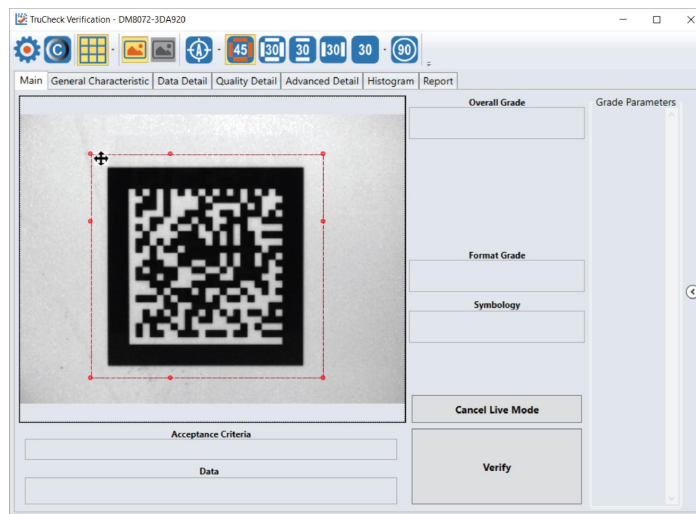 TruCheck Verification - DM8072-3DA920
C A 45 30 30 30 30 90
Main General Characteristic Data Detail Quality Detail Advanced Detail Histogram Report
Overall Grade
Grade Parameters
Format Grade
Symbology
Cancel Live Mode
Acceptance Criteria
Verify
Data